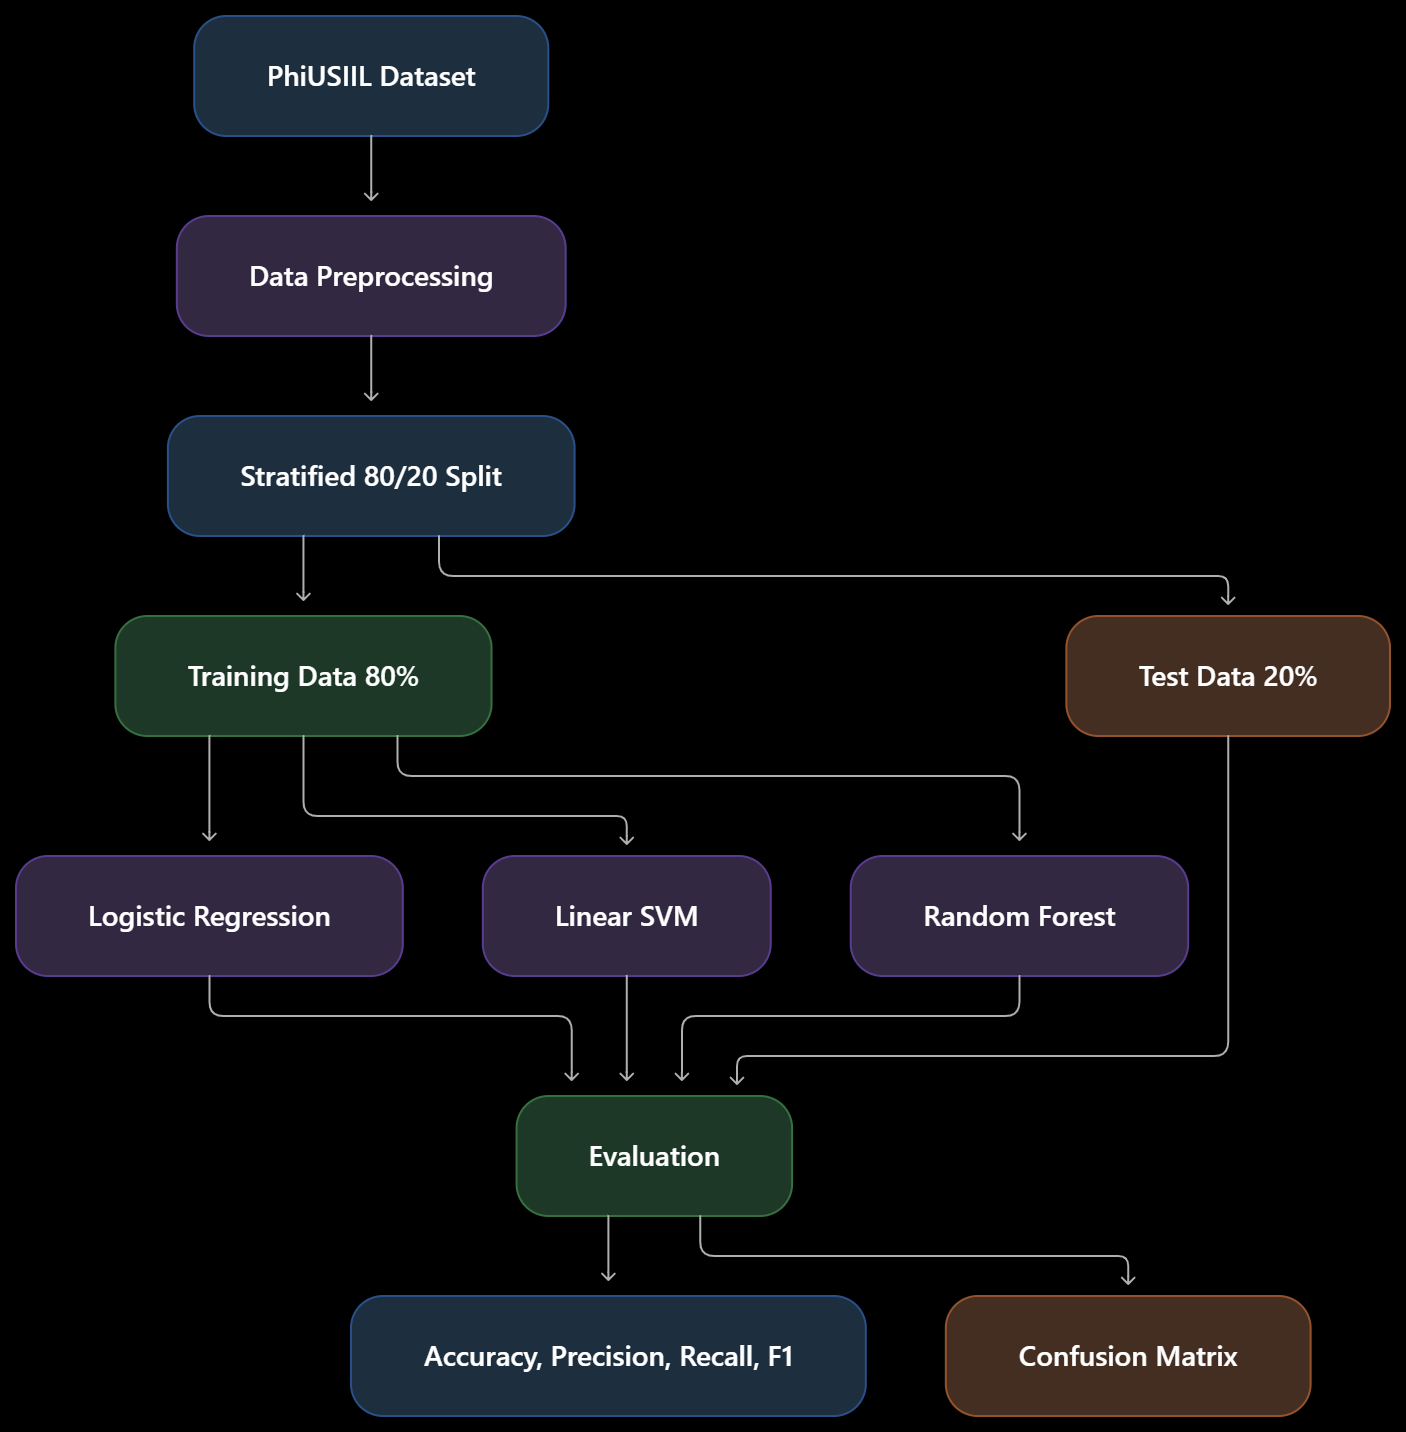 PhiUSIIL Dataset
Data Preprocessing
Stratified 80/20 Split
Training Data 80%
Test Data 20%
Logistic Regression
Linear SVM
Random Forest
Evaluation
Accuracy, Precision, Recall, F1
Confusion Matrix